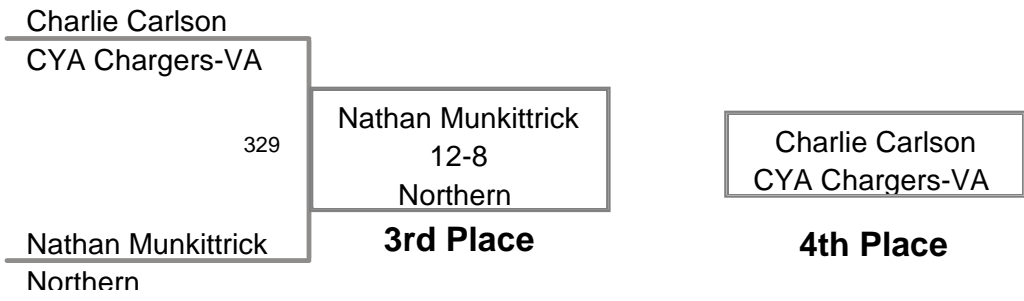 Charlie Carlson
CYA Chargers-VA
329
Nathan Munkittrick
Northern
Nathan Munkittrick
12-8
Northern
3rd Place
Charlie Carlson
CYA Chargers-VA
4th Place